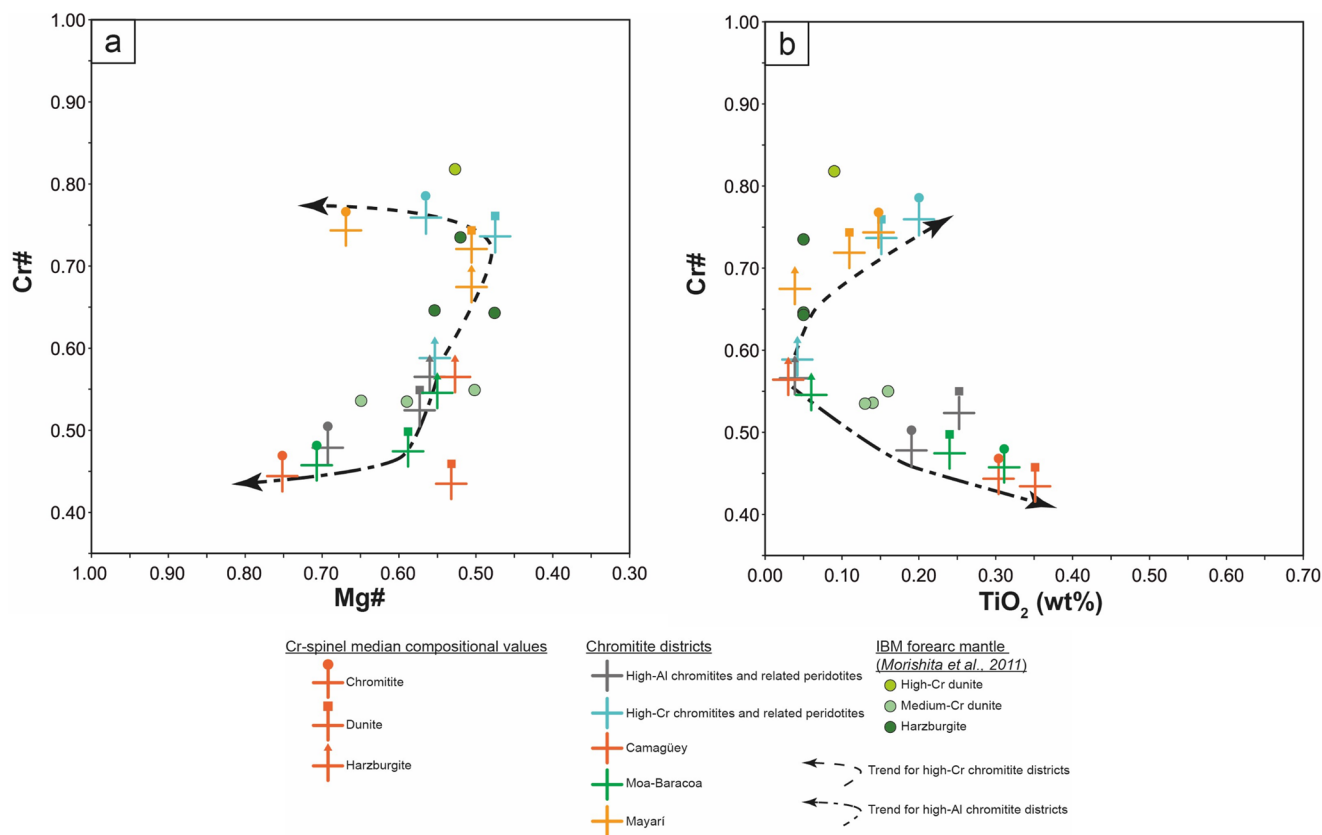 a
1.00
0.90
0.80
0.70
0.60
0.50
0.40
Cr#
1.00 0.90 0.80 0.70 0.60 0.50 0.40 0.30
Mg#
b
1.00
0.90
0.80
0.70
0.60
0.50
0.40
Cr#
0.00 0.10 0.20 0.30 0.40 0.50 0.60 0.70
TiO₂ (wt%)
Cr-spinel median compositional values
Chromitite
Dunite
Harzburgite
Chromitite districts
High-Al chromitites and related peridotites
High-Cr chromitites and related peridotites
Camagüey
Moa-Baracoa
Mayarí
IBM forearc mantle
(Morishita et al., 2011)
High-Cr dunite
Medium-Cr dunite
Harzburgite
Trend for high-Cr chromitite districts
Trend for high-Al chromitite districts